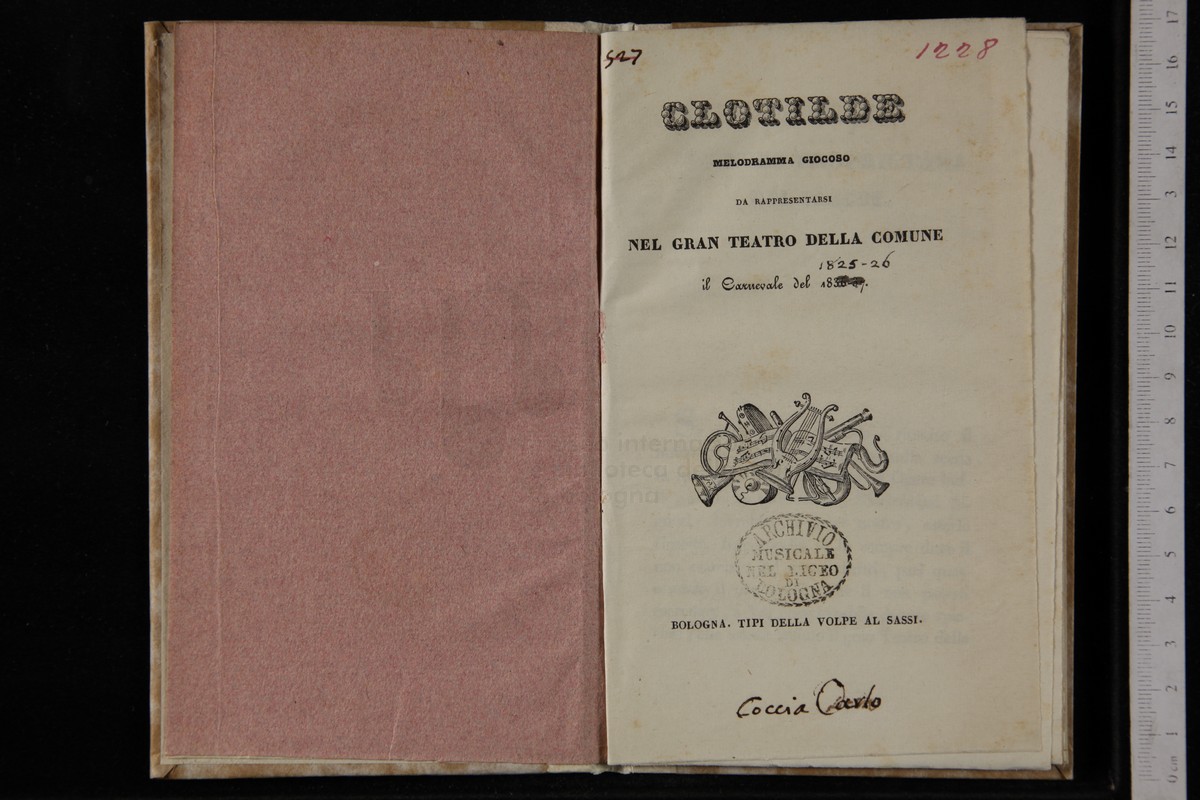 527
1228
CLOTILDE
MELODRAMMA GIOCOSO
DA RAPPRESENTARSI
NEL GRAN TEATRO DELLA COMUNE
1825-26
il Carnevale del 183
ARCHIVIO
MUSICALE
NEL LICEO
DI
BOLOGNA
BOLOGNA. TIPI DELLA VOLPE AL SASSI.
Coccia Carlo